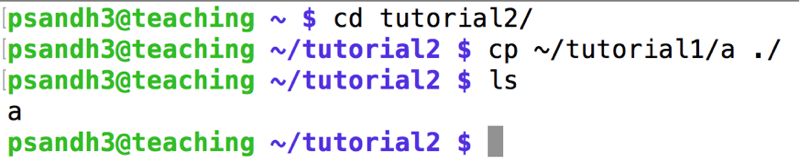 psandh3@teaching ~ $ cd tutorial2/
psandh3@teaching ~/tutorial2 $ cp ~/tutorial1/a ./
psandh3@teaching ~/tutorial2 $ ls
a
psandh3@teaching ~/tutorial2 $